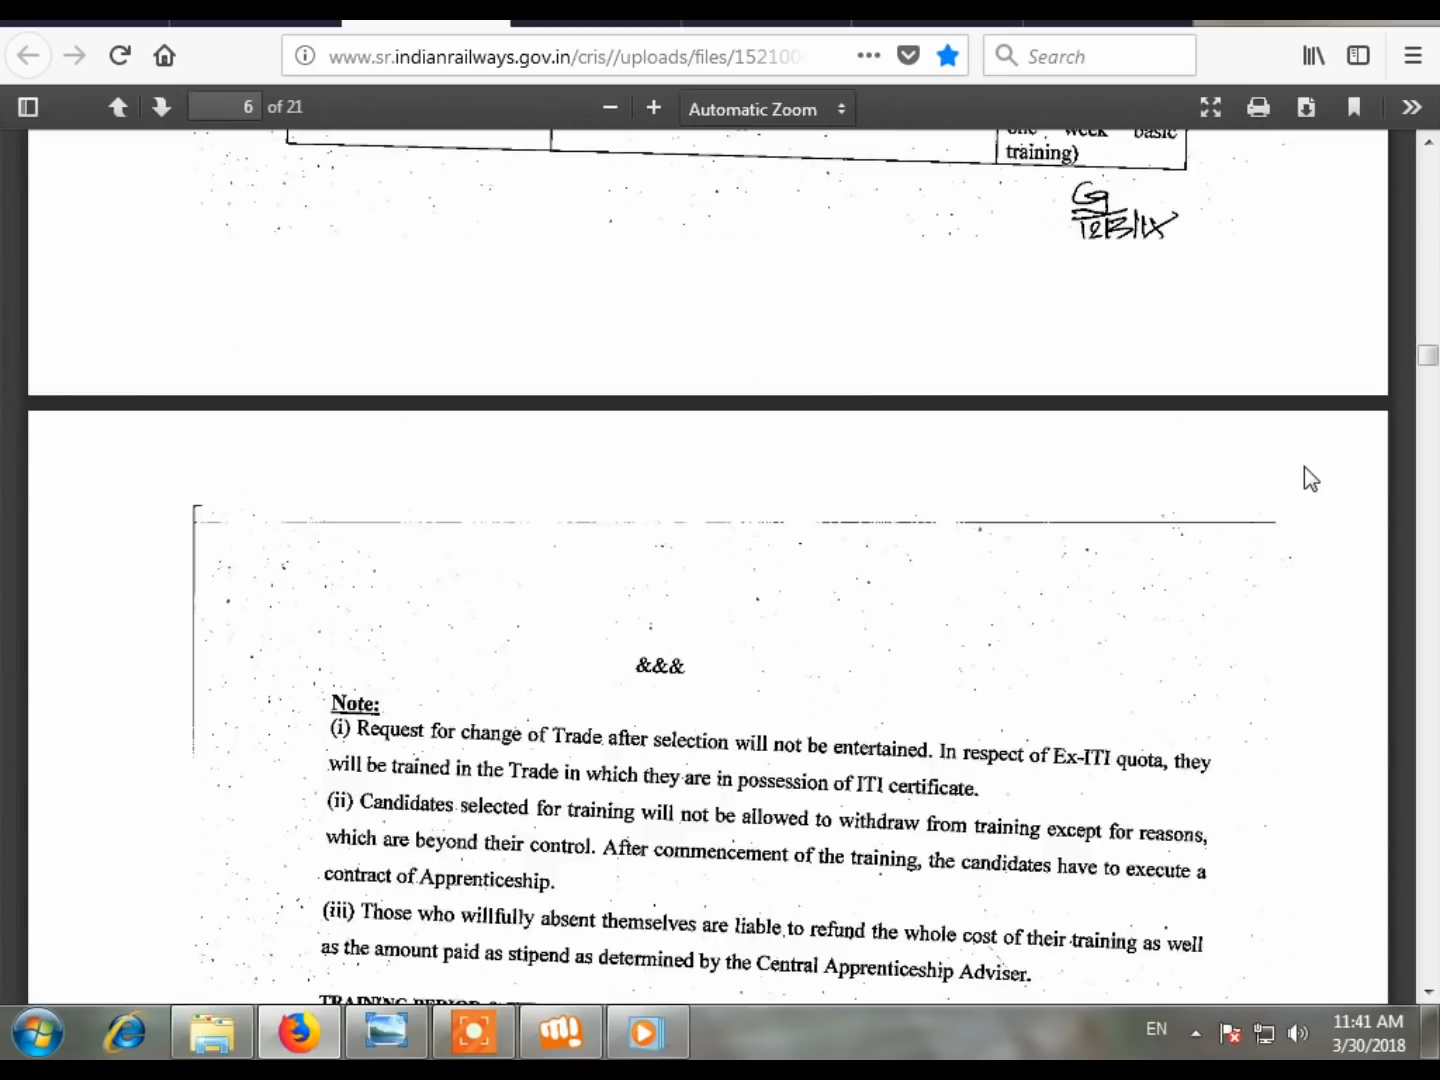 www.sr.indianrailways.gov.in/cris//uploads/files/152100
Search
6 of 21
Automatic Zoom
one week basic
training)
&&&
Note:
(i) Request for change of Trade after selection will not be entertained. In respect of Ex-ITI quota, they
will be trained in the Trade in which they are in possession of ITI certificate.
(ii) Candidates selected for training will not be allowed to withdraw from training except for reasons,
which are beyond their control. After commencement of the training, the candidates have to execute a
contract of Apprenticeship.
(iii) Those who willfully absent themselves are liable to refund the whole cost of their training as well
as the amount paid as stipend as determined by the Central Apprenticeship Adviser.
TRAINING PERIOD
EN
11:41 AM
3/30/2018